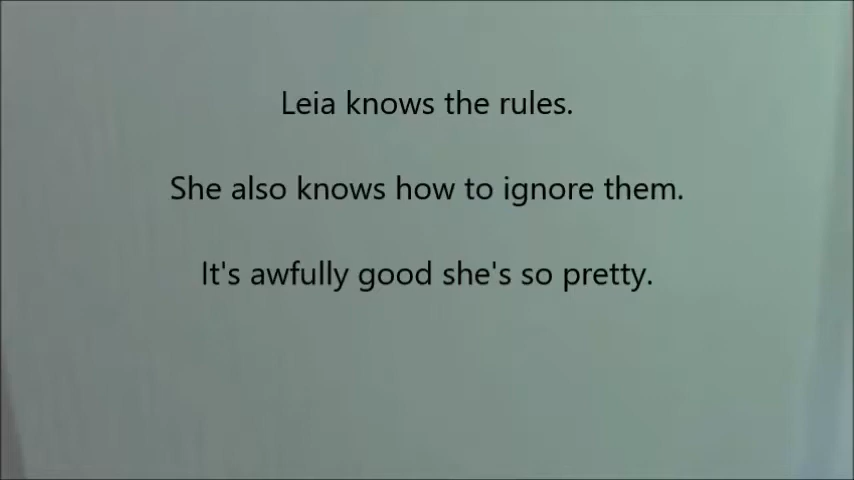 Leia knows the rules.
She also knows how to ignore them.
It's awfully good she's so pretty.